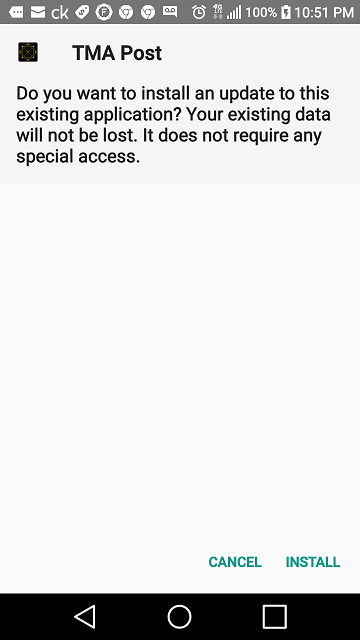 ck F 4G LTE 100% 10:51 PM
TMA Post
Do you want to install an update to this
existing application? Your existing data
will not be lost. It does not require any
special access.
CANCEL INSTALL